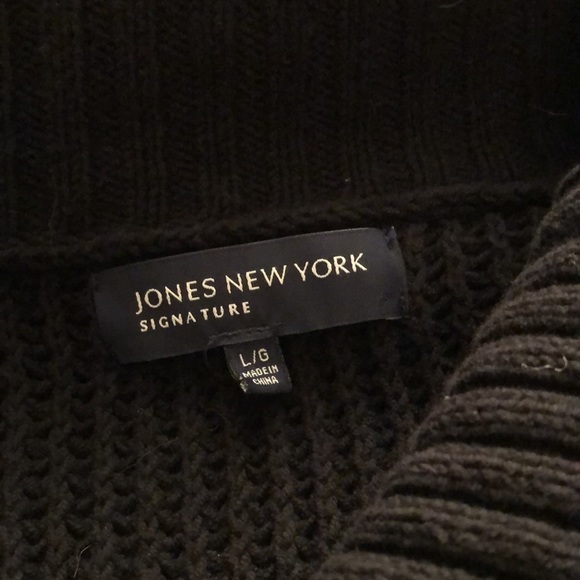 JONES NEW YORK
SIGNATURE
L/G
MADE IN
CHINA